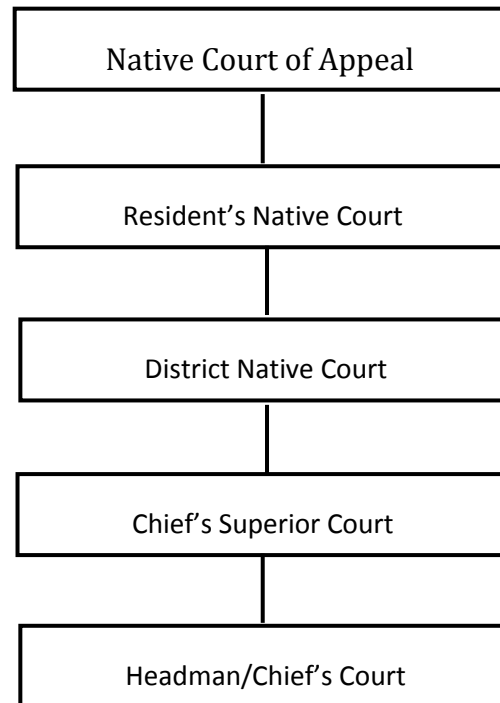 Native Court of Appeal
Resident’s Native Court
District Native Court
Chief’s Superior Court
Headman/Chief’s Court